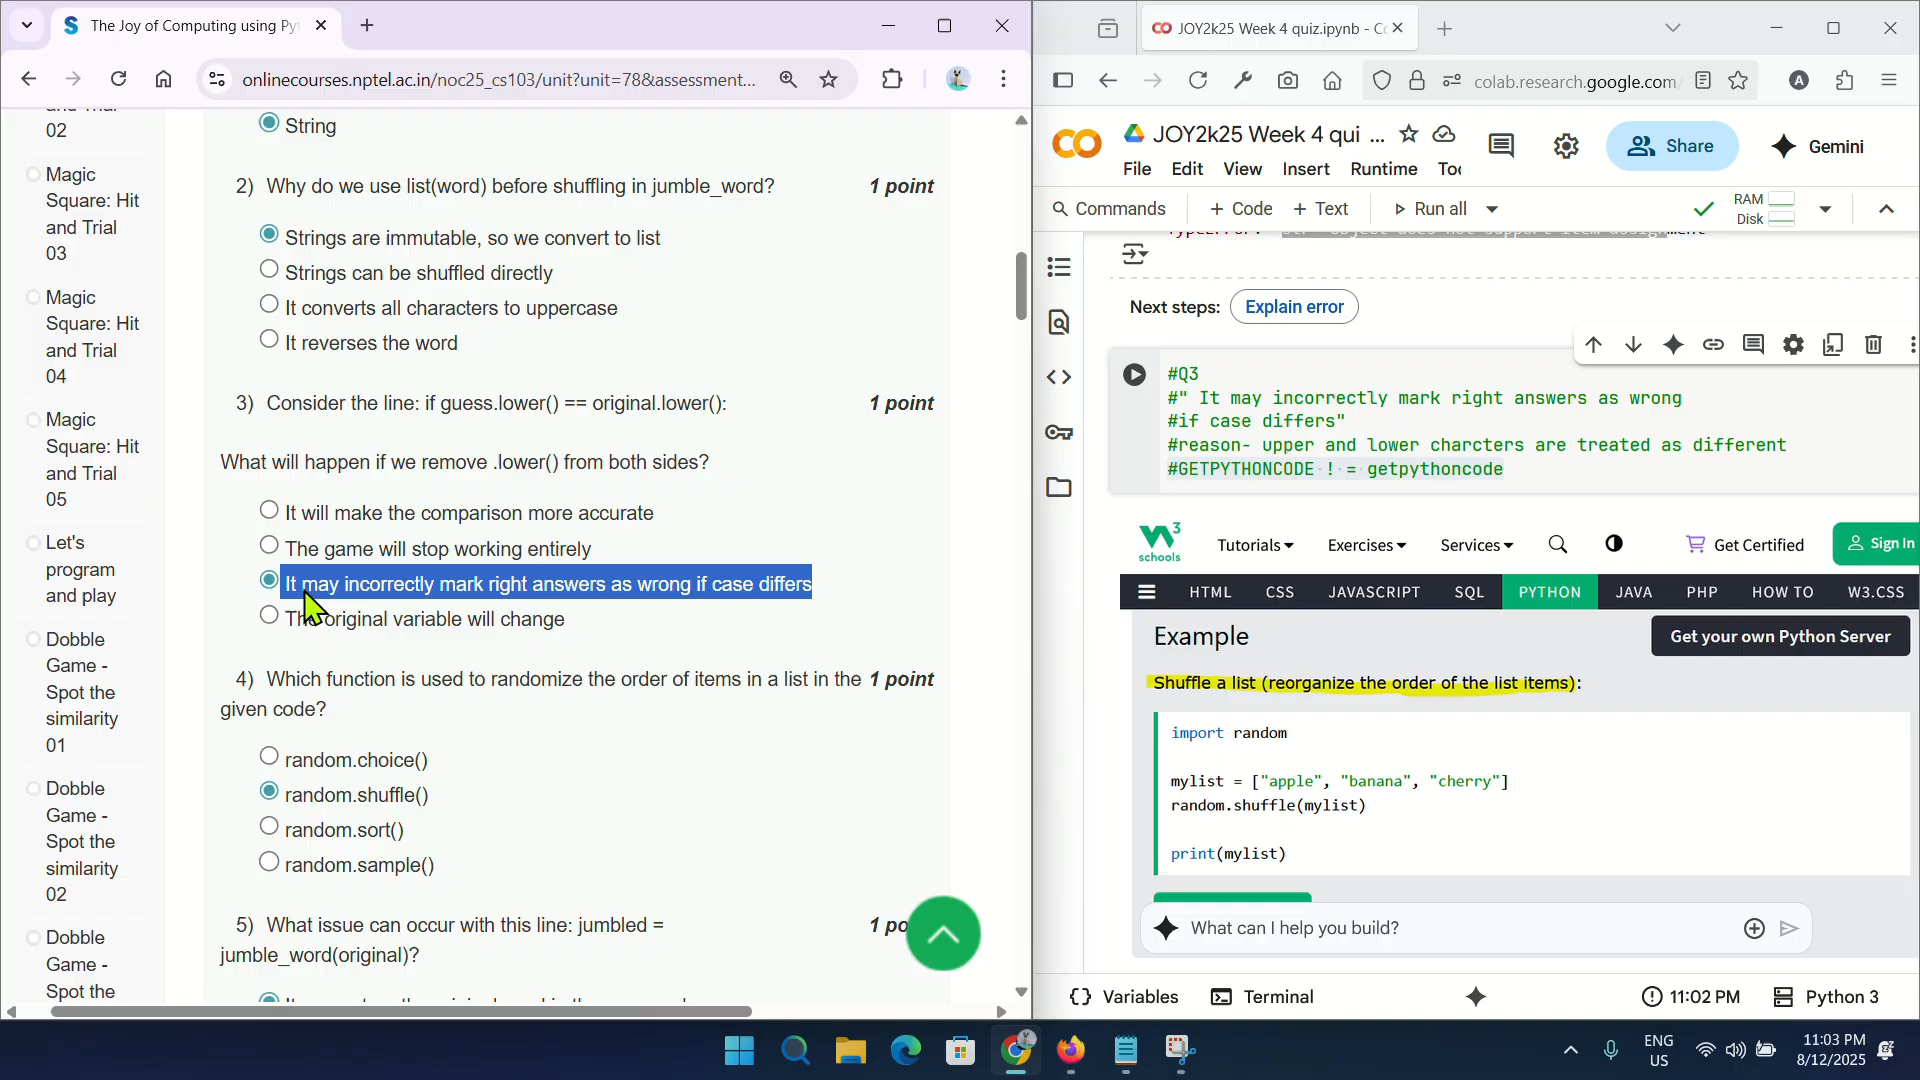 The Joy of Computing using Py
onlinecourses.nptel.ac.in/noc25_cs103/unit?unit=78&assessment...
and Trial
02
Magic
Square: Hit
and Trial
03
Magic
Square: Hit
and Trial
04
Magic
Square: Hit
and Trial
05
Let's
program
and play
Dobble
Game -
Spot the
similarity
01
Dobble
Game -
Spot the
similarity
02
Dobble
Game -
Spot the
String
2) Why do we use list(word) before shuffling in jumble_word? 1 point
Strings are immutable, so we convert to list
Strings can be shuffled directly
It converts all characters to uppercase
It reverses the word
3) Consider the line: if guess.lower() == original.lower(): 1 point
What will happen if we remove .lower() from both sides?
It will make the comparison more accurate
The game will stop working entirely
It may incorrectly mark right answers as wrong if case differs
The original variable will change
4) Which function is used to randomize the order of items in a list in the 1 point
given code?
random.choice()
random.shuffle()
random.sort()
random.sample()
5) What issue can occur with this line: jumbled = 1 po
jumble_word(original)?
JOY2k25 Week 4 quiz.ipynb - Co
colab.research.google.com/
A
JOY2k25 Week 4 qui ...
Share
Gemini
File Edit View Insert Runtime Too
Commands + Code + Text Run all
RAM
Disk
Next steps: Explain error
#Q3
#" It may incorrectly mark right answers as wrong
#if case differs"
#reason- upper and lower charcters are treated as different
#GETPYTHONCODE ! = getpythoncode
W3
schools
Tutorials Exercises Services Get Certified Sign In
HTML CSS JAVASCRIPT SQL PYTHON JAVA PHP HOW TO W3.CSS
Example
Get your own Python Server
Shuffle a list (reorganize the order of the list items):
import random
mylist = ["apple", "banana", "cherry"]
random.shuffle(mylist)
print(mylist)
What can I help you build?
Variables Terminal 11:02 PM Python 3
ENG
US
11:03 PM
8/12/2025